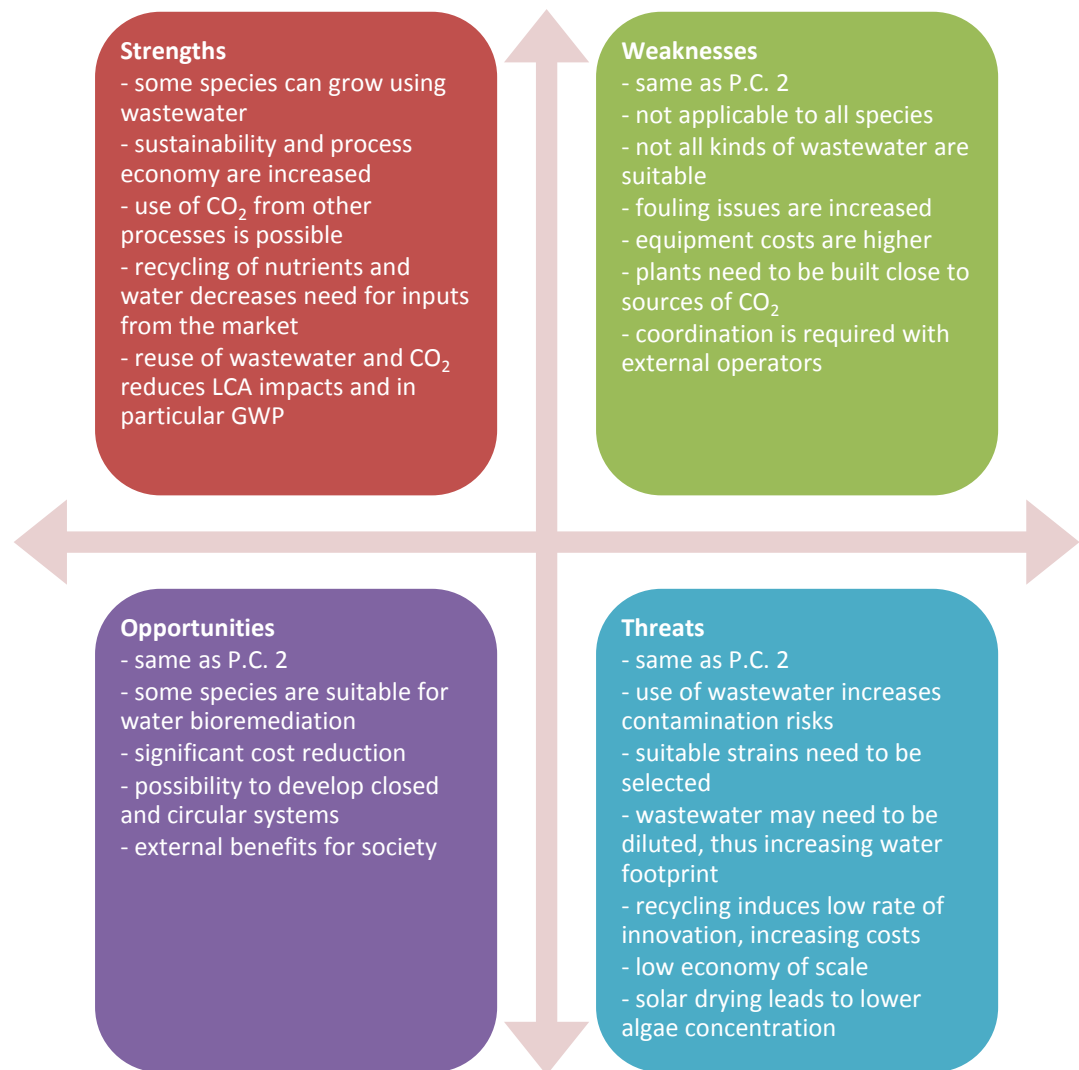 Strengths
- some species can grow using
wastewater
- sustainability and process
economy are increased
- use of CO₂ from other
processes is possible
- recycling of nutrients and
water decreases need for inputs
from the market
- reuse of wastewater and CO₂
reduces LCA impacts and in
particular GWP
Weaknesses
- same as P.C. 2
- not applicable to all species
- not all kinds of wastewater are
suitable
- fouling issues are increased
- equipment costs are higher
- plants need to be built close to
sources of CO₂
- coordination is required with
external operators
Opportunities
- same as P.C. 2
- some species are suitable for
water bioremediation
- significant cost reduction
- possibility to develop closed
and circular systems
- external benefits for society
Threats
- same as P.C. 2
- use of wastewater increases
contamination risks
- suitable strains need to be
selected
- wastewater may need to be
diluted, thus increasing water
footprint
- recycling induces low rate of
innovation, increasing costs
- low economy of scale
- solar drying leads to lower
algae concentration